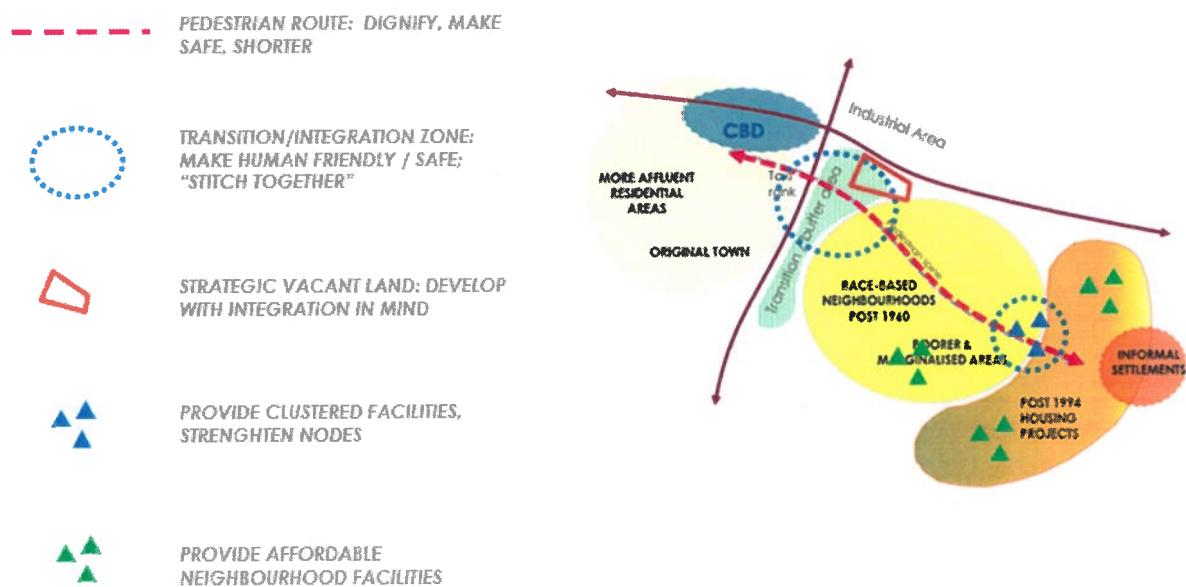 PEDESTRIAN ROUTE: DIGNIFY, MAKE
SAFE, SHORTER
TRANSITION/INTEGRATION ZONE:
MAKE HUMAN FRIENDLY / SAFE;
"STITCH TOGETHER"
STRATEGIC VACANT LAND: DEVELOP
WITH INTEGRATION IN MIND
PROVIDE CLUSTERED FACILITIES,
STRENGHTEN NODES
PROVIDE AFFORDABLE
NEIGHBOURHOOD FACILITIES
CBD
Industrial Area
MORE AFFLUENT
RESIDENTIAL
AREAS
Taxi
rank
ORIGINAL TOWN
Transition / buffer area
Pedestrian spine
RACE-BASED
NEIGHBOURHOODS
POST 1960
POORER &
MARGINALISED AREAS
INFORMAL
SETTLEMENTS
POST 1994
HOUSING
PROJECTS